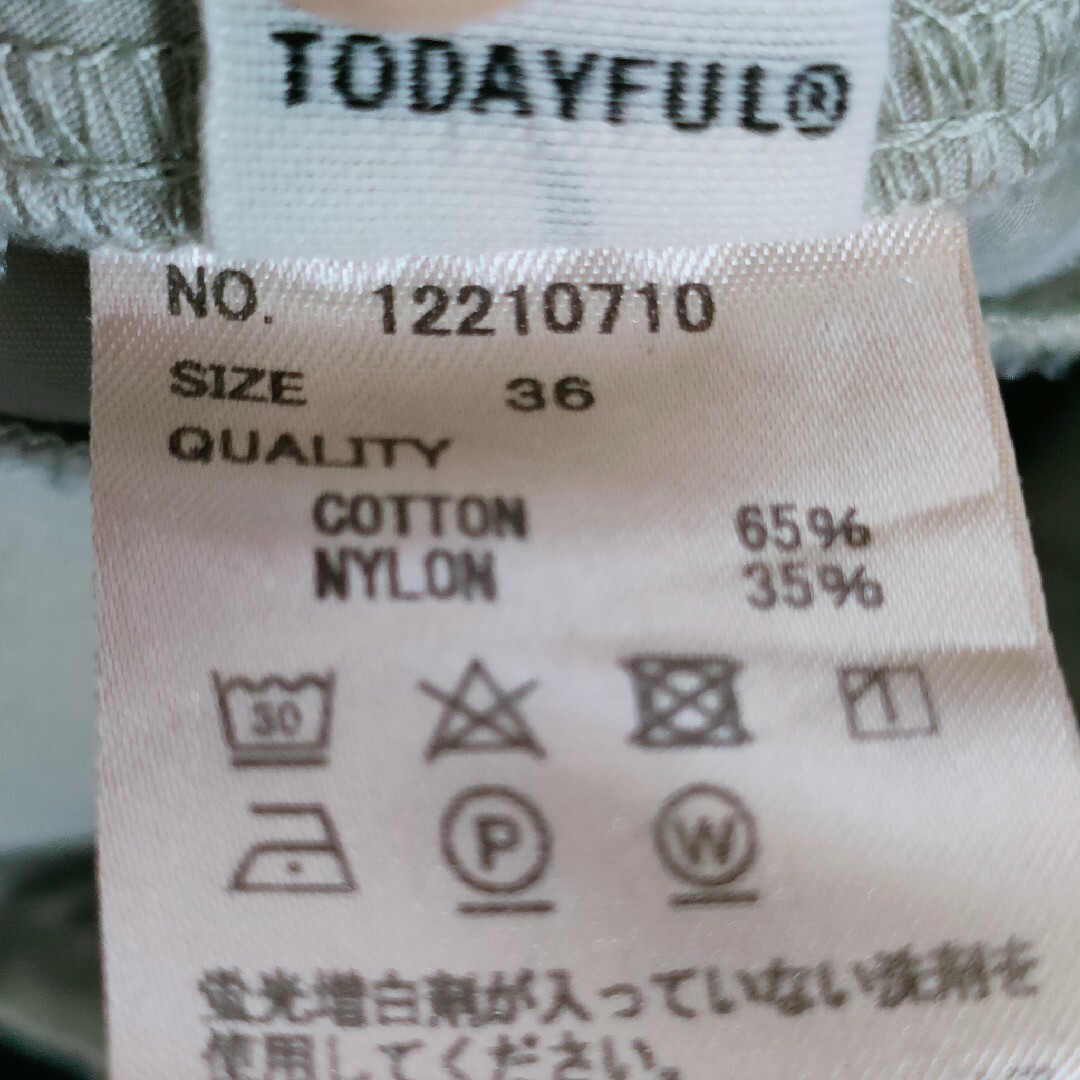 TODAYFUL®
NO. 12210710
SIZE 36
QUALITY
COTTON 65%
NYLON 35%
30
1
P W
蛍光増白剤が入っていない洗剤を
使用してください。